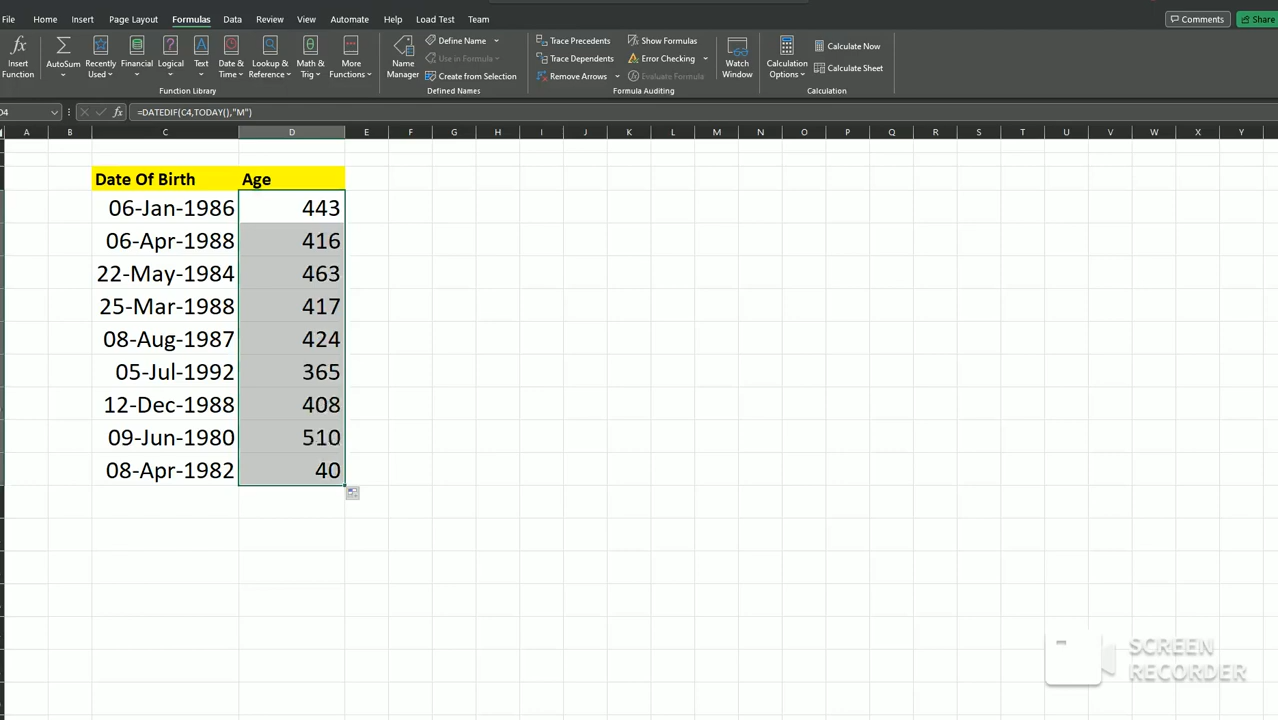 File Home Insert Page Layout Formulas Data Review View Automate Help Load Test Team Comments Share
fx Σ ? A θ
Insert Function AutoSum Recently Used Financial Logical Text Date & Time Lookup & Reference Math & Trig More Functions
Function Library
Name Manager
Define Name
Use in Formula
Create from Selection
Defined Names
Trace Precedents Show Formulas
Trace Dependents Error Checking
Remove Arrows Evaluate Formula
Formula Auditing
Watch Window
Calculation Options
Calculate Now
Calculate Sheet
Calculation
D4 fx =DATEDIF(C4,TODAY(),"M")
A B C D E F G H I J K L M N O P Q R S T U V W X Y
Date Of Birth Age
06-Jan-1986 443
06-Apr-1988 416
22-May-1984 463
25-Mar-1988 417
08-Aug-1987 424
05-Jul-1992 365
12-Dec-1988 408
09-Jun-1980 510
08-Apr-1982 40
SCREEN
RECORDER